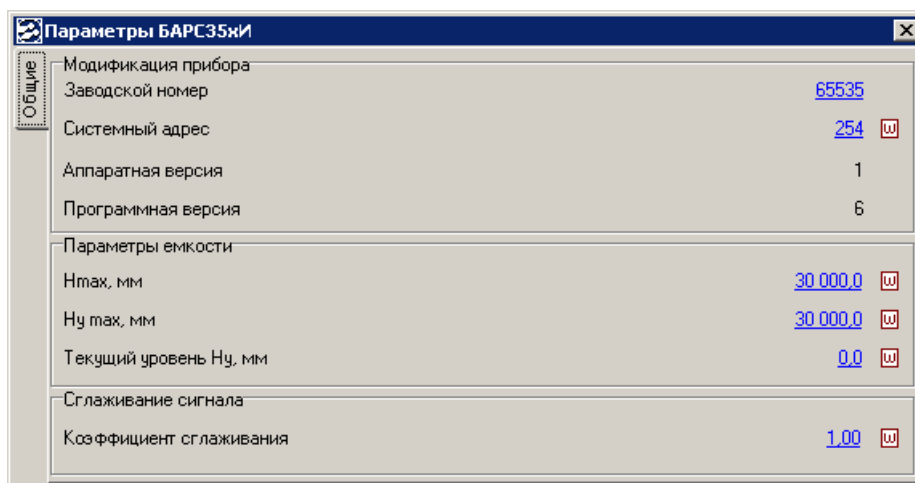 Параметры БАРС35xИ
Общие
Модификация прибора
Заводской номер 65535
Системный адрес 254 W
Аппаратная версия 1
Программная версия 6
Параметры емкости
Hmax, мм 30 000,0 W
Hy max, мм 30 000,0 W
Текущий уровень Hy, мм 0,0 W
Сглаживание сигнала
Коэффициент сглаживания 1,00 W